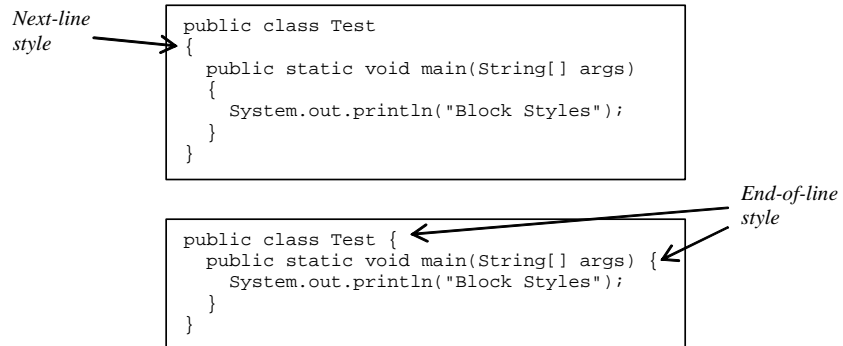 Next-line
style
public class Test
{
  public static void main(String[] args)
  {
    System.out.println("Block Styles");
  }
}
End-of-line
style
public class Test {
  public static void main(String[] args) {
    System.out.println("Block Styles");
  }
}